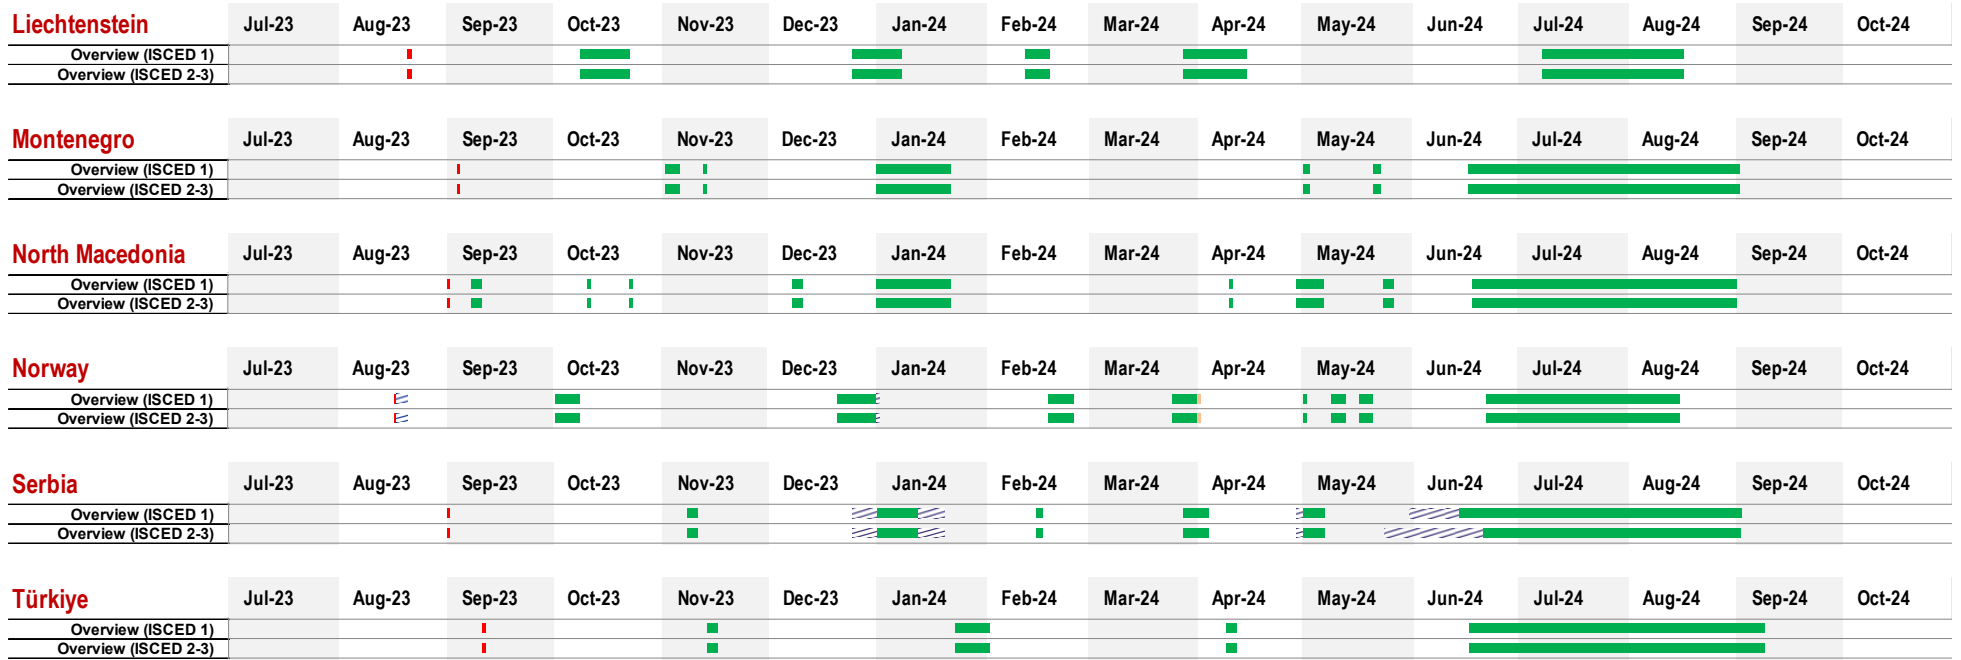 Liechtenstein Jul-23 Aug-23 Sep-23 Oct-23 Nov-23 Dec-23 Jan-24 Feb-24 Mar-24 Apr-24 May-24 Jun-24 Jul-24 Aug-24 Sep-24 Oct-24
Overview (ISCED 1)
Overview (ISCED 2-3)
Montenegro Jul-23 Aug-23 Sep-23 Oct-23 Nov-23 Dec-23 Jan-24 Feb-24 Mar-24 Apr-24 May-24 Jun-24 Jul-24 Aug-24 Sep-24 Oct-24
Overview (ISCED 1)
Overview (ISCED 2-3)
North Macedonia Jul-23 Aug-23 Sep-23 Oct-23 Nov-23 Dec-23 Jan-24 Feb-24 Mar-24 Apr-24 May-24 Jun-24 Jul-24 Aug-24 Sep-24 Oct-24
Overview (ISCED 1)
Overview (ISCED 2-3)
Norway Jul-23 Aug-23 Sep-23 Oct-23 Nov-23 Dec-23 Jan-24 Feb-24 Mar-24 Apr-24 May-24 Jun-24 Jul-24 Aug-24 Sep-24 Oct-24
Overview (ISCED 1)
Overview (ISCED 2-3)
Serbia Jul-23 Aug-23 Sep-23 Oct-23 Nov-23 Dec-23 Jan-24 Feb-24 Mar-24 Apr-24 May-24 Jun-24 Jul-24 Aug-24 Sep-24 Oct-24
Overview (ISCED 1)
Overview (ISCED 2-3)
Türkiye Jul-23 Aug-23 Sep-23 Oct-23 Nov-23 Dec-23 Jan-24 Feb-24 Mar-24 Apr-24 May-24 Jun-24 Jul-24 Aug-24 Sep-24 Oct-24
Overview (ISCED 1)
Overview (ISCED 2-3)